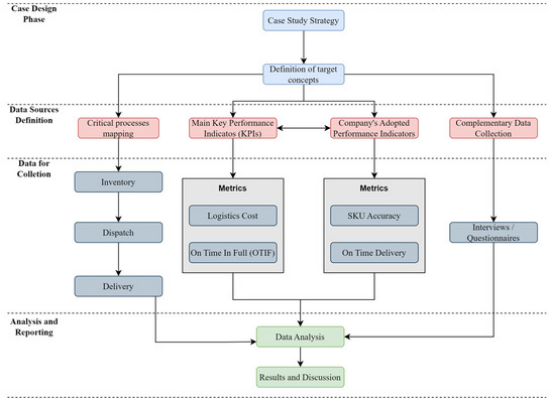 Case Design
Phase
Case Study Strategy
Definition of target
concepts
Data Sources
Definition
Critical processes
mapping
Main Key Performance
Indicatos (KPIs)
Company's Adopted
Performance Indicators
Complementary Data
Collection
Data for
Colletion
Inventory
Dispatch
Delivery
Metrics
Logistics Cost
On Time In Full (OTIF)
Metrics
SKU Accuracy
On Time Delivery
Interviews /
Questionnaires
Analysis and
Reporting
Data Analysis
Results and Discussion